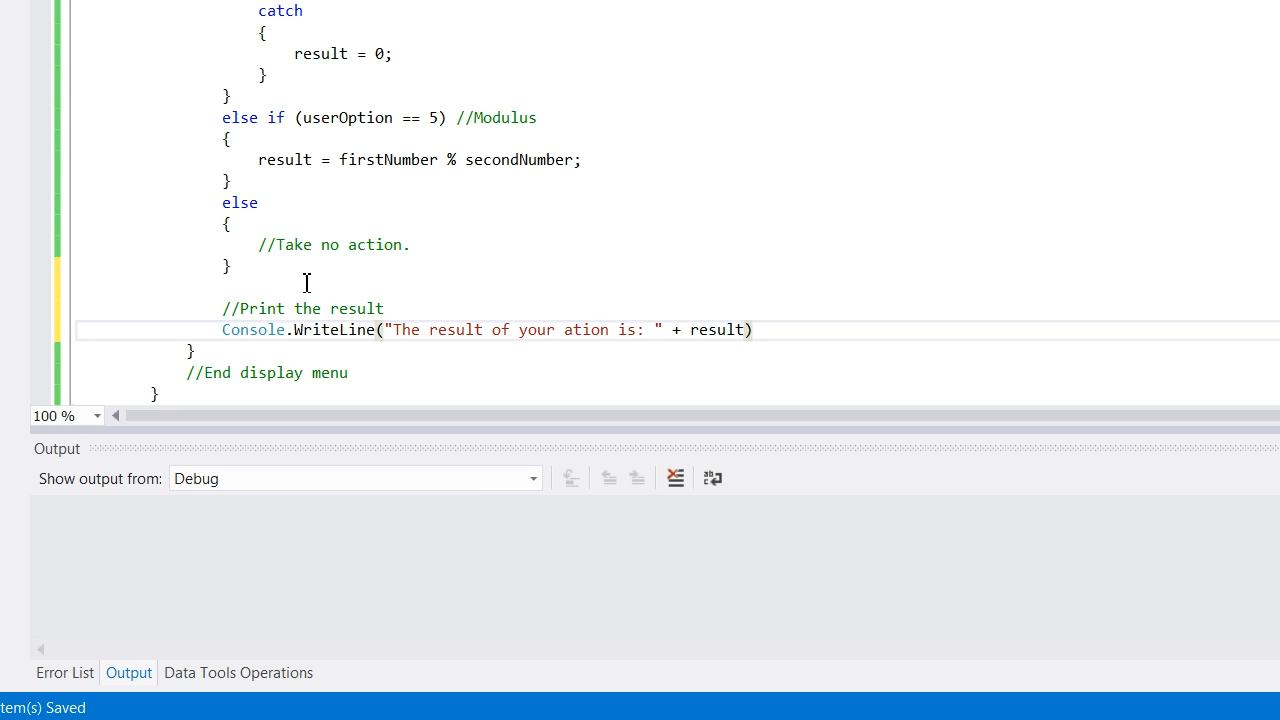 catch
{
result = 0;
}
}
else if (userOption == 5) //Modulus
{
result = firstNumber % secondNumber;
}
else
{
//Take no action.
}
//Print the result
Console.WriteLine("The result of your ation is: " + result)
}
//End display menu
}
100 %
Output
Show output from: Debug
Error List Output Data Tools Operations
tem(s) Saved